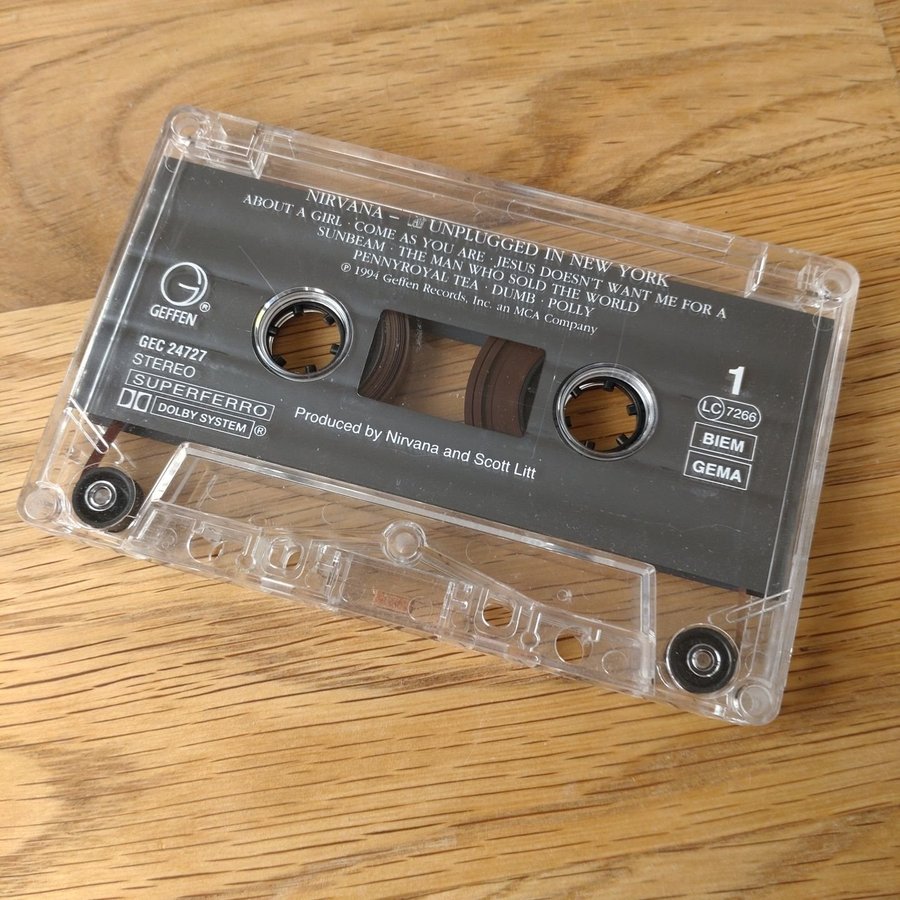 NIRVANA – UNPLUGGED IN NEW YORK
ABOUT A GIRL · COME AS YOU ARE · JESUS DOESN'T WANT ME FOR A
SUNBEAM · THE MAN WHO SOLD THE WORLD
PENNYROYAL TEA · DUMB · POLLY
℗ 1994 Geffen Records, Inc. an MCA Company
G®
GEFFEN
GEC 24727
STEREO
SUPERFERRO
DOLBY SYSTEM ®
Produced by Nirvana and Scott Litt
1
LC 7266
BIEM
GEMA